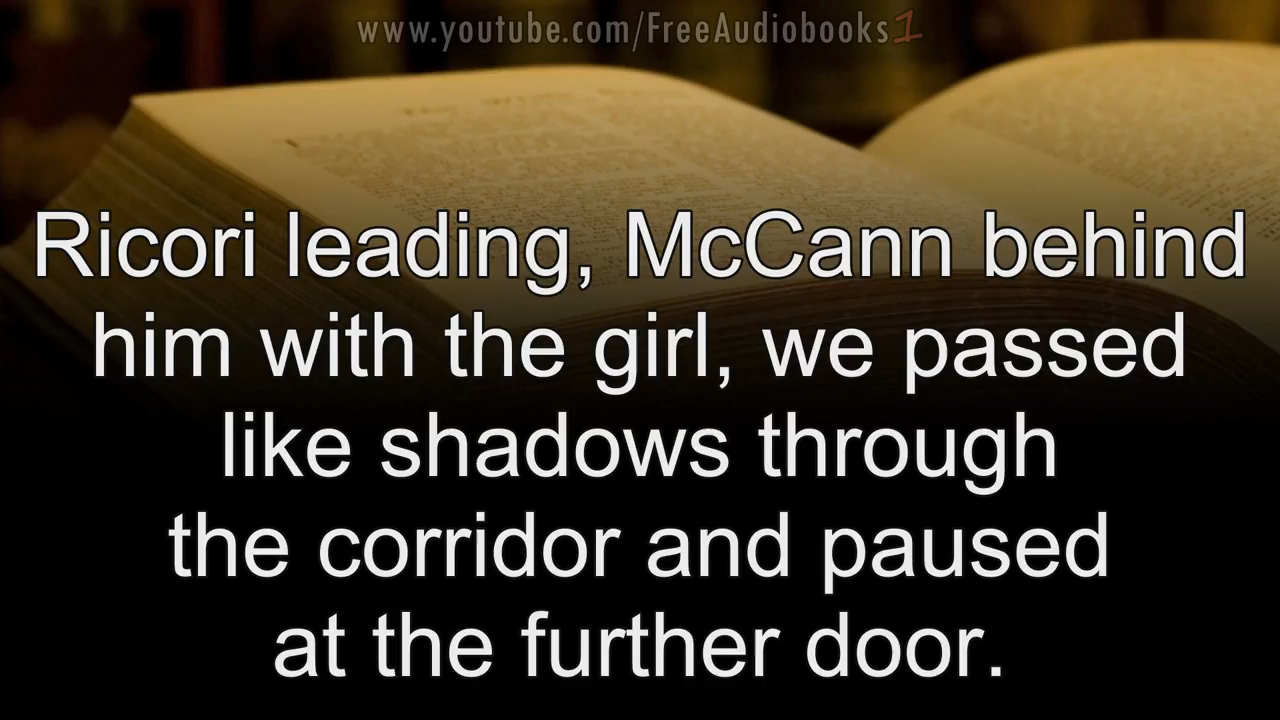 www.youtube.com/FreeAudiobooks1
Ricori leading, McCann behind
him with the girl, we passed
like shadows through
the corridor and paused
at the further door.